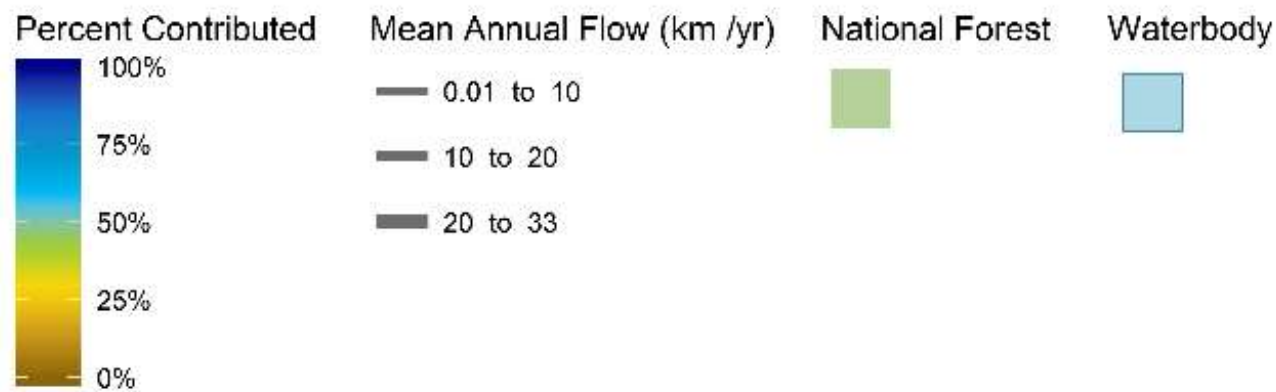 Percent Contributed
100%
75%
50%
25%
0%
Mean Annual Flow (km /yr)
0.01 to 10
10 to 20
20 to 33
National Forest
Waterbody